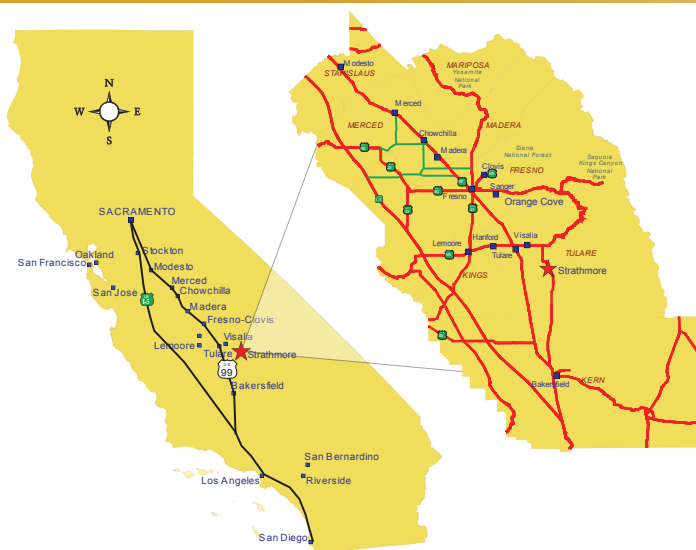 N
W
E
S
SACRAMENTO
Oakland
San Francisco
Stockton
Modesto
San Jose
Merced
Chowchilla
Madera
Fresno-Clovis
Visalia
Lemoore
Tulare
Strathmore
99
Bakersfield
San Bernardino
Los Angeles
Riverside
San Diego
Modesto
STANISLAUS
MARIPOSA
Yosemite
National
Park
Merced
MERCED
MADERA
Chowchilla
Madera
Sierra
National Forest
Sequoia
Kings Canyon
National
Park
Clovis
FRESNO
Sanger
Fresno
Orange Cove
Hanford
Visalia
Lemoore
Tulare
TULARE
KINGS
Strathmore
Bakersfield
KERN